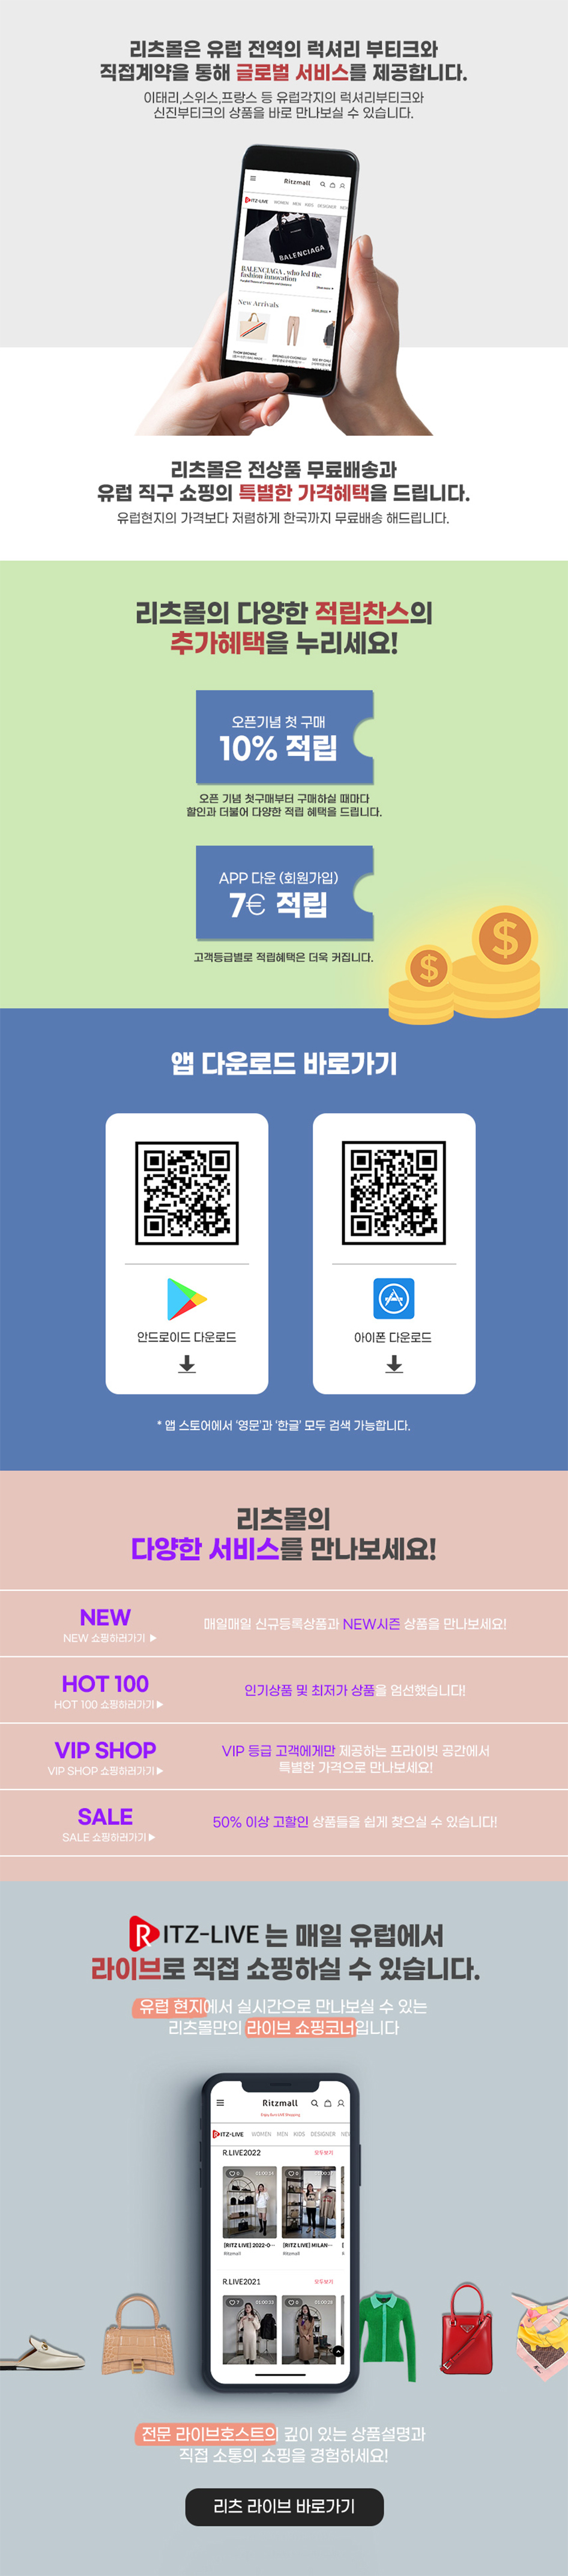 리츠몰은 유럽 전역의 럭셔리 부티크와
직접계약을 통해 글로벌 서비스를 제공합니다.
이태리,스위스,프랑스 등 유럽각지의 럭셔리부티크와
신진부티크의 상품을 바로 만나보실 수 있습니다.
Ritzmall
RITZ-LIVE WOMEN MEN KIDS DESIGNER
BALENCIAGA
BALENCIAGA , who led the
fashion innovation
New Arrivals
리츠몰은 전상품 무료배송과
유럽 직구 쇼핑의 특별한 가격혜택을 드립니다.
유럽현지의 가격보다 저렴하게 한국까지 무료배송 해드립니다.
리츠몰의 다양한 적립찬스의
추가혜택을 누리세요!
오픈기념 첫 구매
10% 적립
오픈 기념 첫구매부터 구매하실 때마다
할인과 더불어 다양한 적립 혜택을 드립니다.
APP 다운 (회원가입)
7€ 적립
고객등급별로 적립혜택은 더욱 커집니다.
$
$
앱 다운로드 바로가기
안드로이드 다운로드
아이폰 다운로드
* 앱 스토어에서 '영문'과 '한글' 모두 검색 가능합니다.
리츠몰의
다양한 서비스를 만나보세요!
NEW
NEW 쇼핑하러가기 ▶
매일매일 신규등록상품과 NEW시즌 상품을 만나보세요!
HOT 100
HOT 100 쇼핑하러가기 ▶
인기상품 및 최저가 상품을 엄선했습니다!
VIP SHOP
VIP SHOP 쇼핑하러가기 ▶
VIP 등급 고객에게만 제공하는 프라이빗 공간에서
특별한 가격으로 만나보세요!
SALE
SALE 쇼핑하러가기 ▶
50% 이상 고할인 상품들을 쉽게 찾으실 수 있습니다!
RITZ-LIVE 는 매일 유럽에서
라이브로 직접 쇼핑하실 수 있습니다.
유럽 현지에서 실시간으로 만나보실 수 있는
리츠몰만의 라이브 쇼핑코너입니다
Ritzmall
RITZ-LIVE WOMEN MEN KIDS DESIGNER
R.LIVE2022 모두보기
[RITZ LIVE] 2022-0··· [RITZ LIVE] MILAN···
Ritzmall Ritzmall
R.LIVE2021 모두보기
전문 라이브호스트의 깊이 있는 상품설명과
직접 소통의 쇼핑을 경험하세요!
리츠 라이브 바로가기